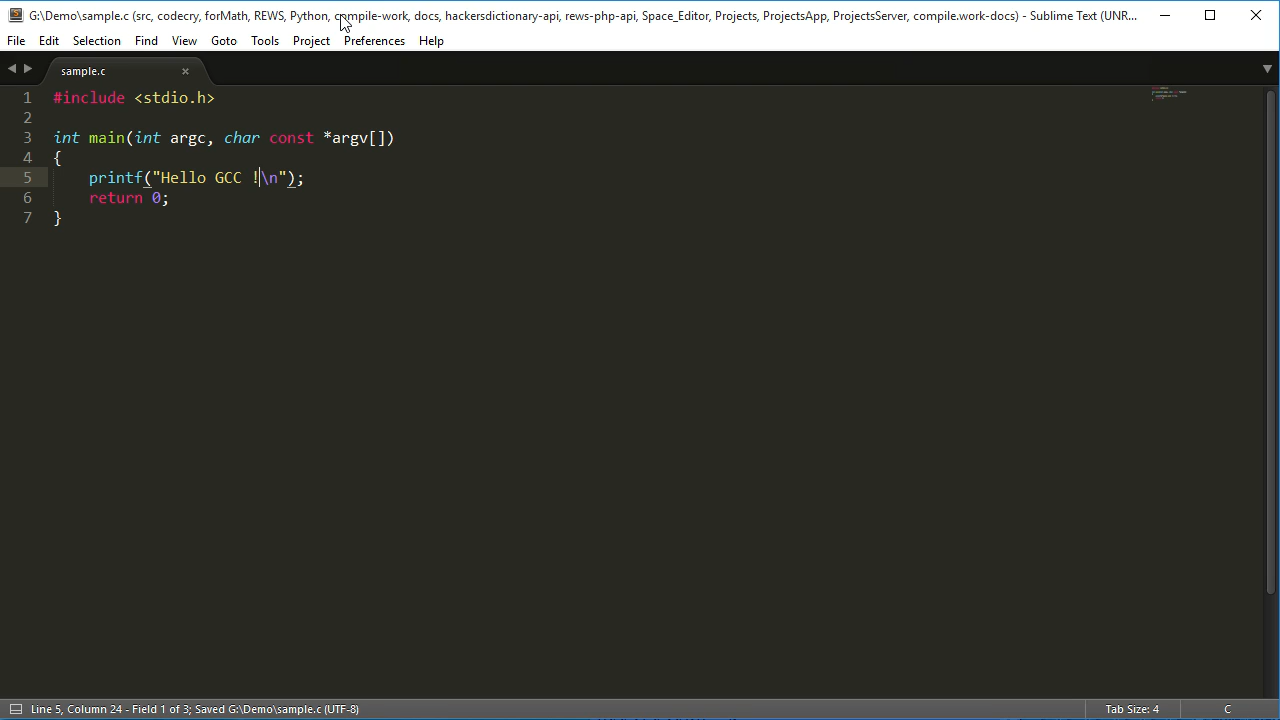 G:\Demo\sample.c (src, codecry, forMath, REWS, Python, compile-work, docs, hackersdictionary-api, rews-php-api, Space_Editor, Projects, ProjectsApp, ProjectsServer, compile.work-docs) - Sublime Text (UNR...
File Edit Selection Find View Goto Tools Project Preferences Help
sample.c
1 #include <stdio.h>
2
3 int main(int argc, char const *argv[])
4 {
5     printf("Hello GCC !\n");
6     return 0;
7 }
Line 5, Column 24 - Field 1 of 3; Saved G:\Demo\sample.c (UTF-8) Tab Size: 4 C